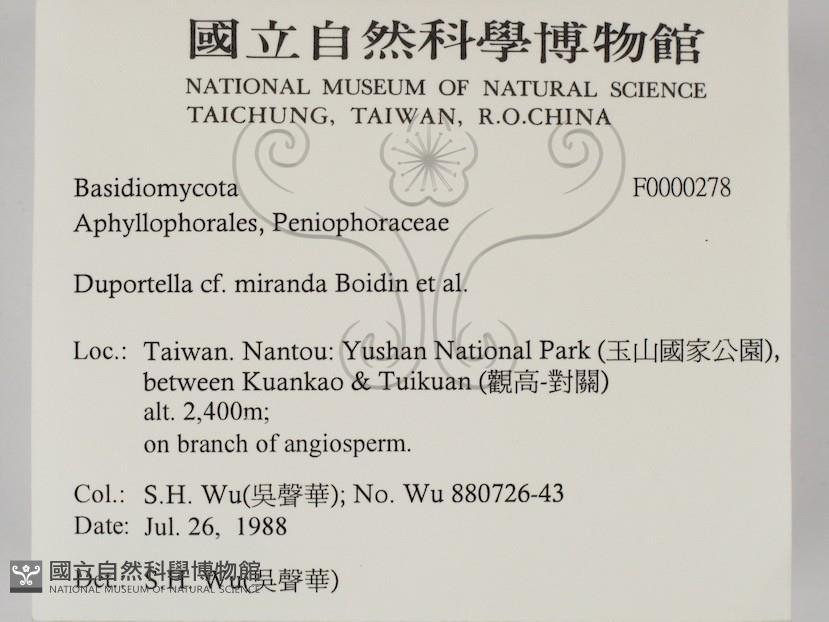 國立自然科學博物館
NATIONAL MUSEUM OF NATURAL SCIENCE
TAICHUNG, TAIWAN, R.O.CHINA
Basidiomycota F0000278
Aphyllophorales, Peniophoraceae
Duportella cf. miranda Boidin et al.
Loc.: Taiwan. Nantou: Yushan National Park (玉山國家公園),
between Kuankao & Tuikuan (觀高-對關)
alt. 2,400m;
on branch of angiosperm.
Col.: S.H. Wu(吳聲華); No. Wu 880726-43
Date: Jul. 26, 1988
Det.: S.H. Wu(吳聲華)
國立自然科學博物館
NATIONAL MUSEUM OF NATURAL SCIENCE